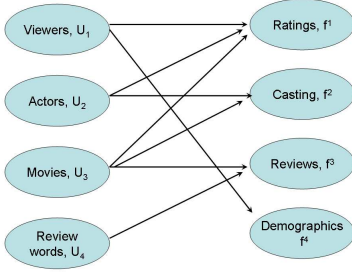 Viewers, U₁
Actors, U₂
Movies, U₃
Review
words, U₄
Ratings, f¹
Casting, f²
Reviews, f³
Demographics
f⁴